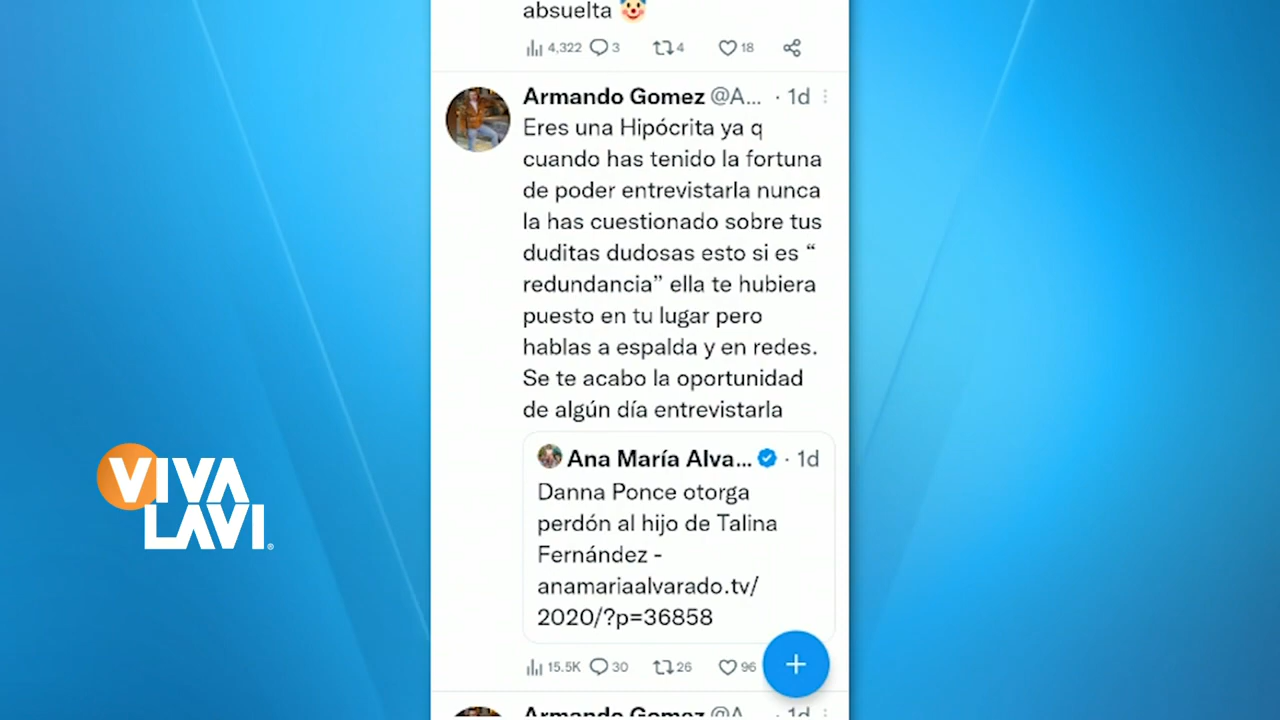 absuelta 🤡
4,322 3 4 18
Armando Gomez @A... · 1d
Eres una Hipócrita ya q
cuando has tenido la fortuna
de poder entrevistarla nunca
la has cuestionado sobre tus
duditas dudosas esto si es “
redundancia” ella te hubiera
puesto en tu lugar pero
hablas a espalda y en redes.
Se te acabo la oportunidad
de algún día entrevistarla
Ana María Alva... · 1d
Danna Ponce otorga
perdón al hijo de Talina
Fernández -
anamariaalvarado.tv/
2020/?p=36858
15.5K 30 26 96
Armando Gomez @A... · 1d
VIVA
LAVI®